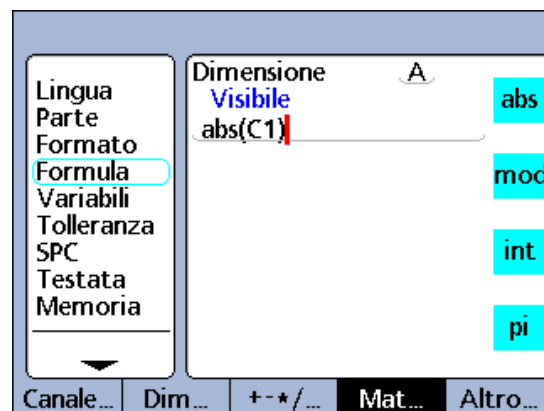 Lingua
Parte
Formato
Formula
Variabili
Tolleranza
SPC
Testata
Memoria
Dimensione A
Visibile
abs(C1)
abs
mod
int
pi
Canale... Dim... +-*/... Mat... Altro...